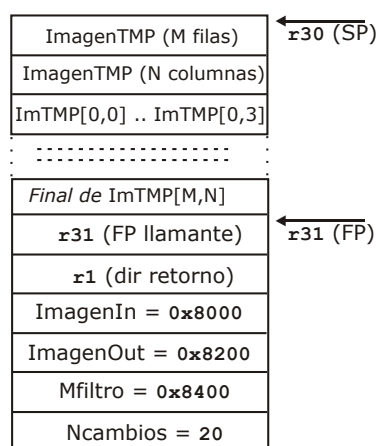 ImagenTMP (M filas)
r30 (SP)
ImagenTMP (N columnas)
ImTMP[0,0] .. ImTMP[0,3]
Final de ImTMP[M,N]
r31 (FP llamante)
r31 (FP)
r1 (dir retorno)
ImagenIn = 0x8000
ImagenOut = 0x8200
Mfiltro = 0x8400
Ncambios = 20